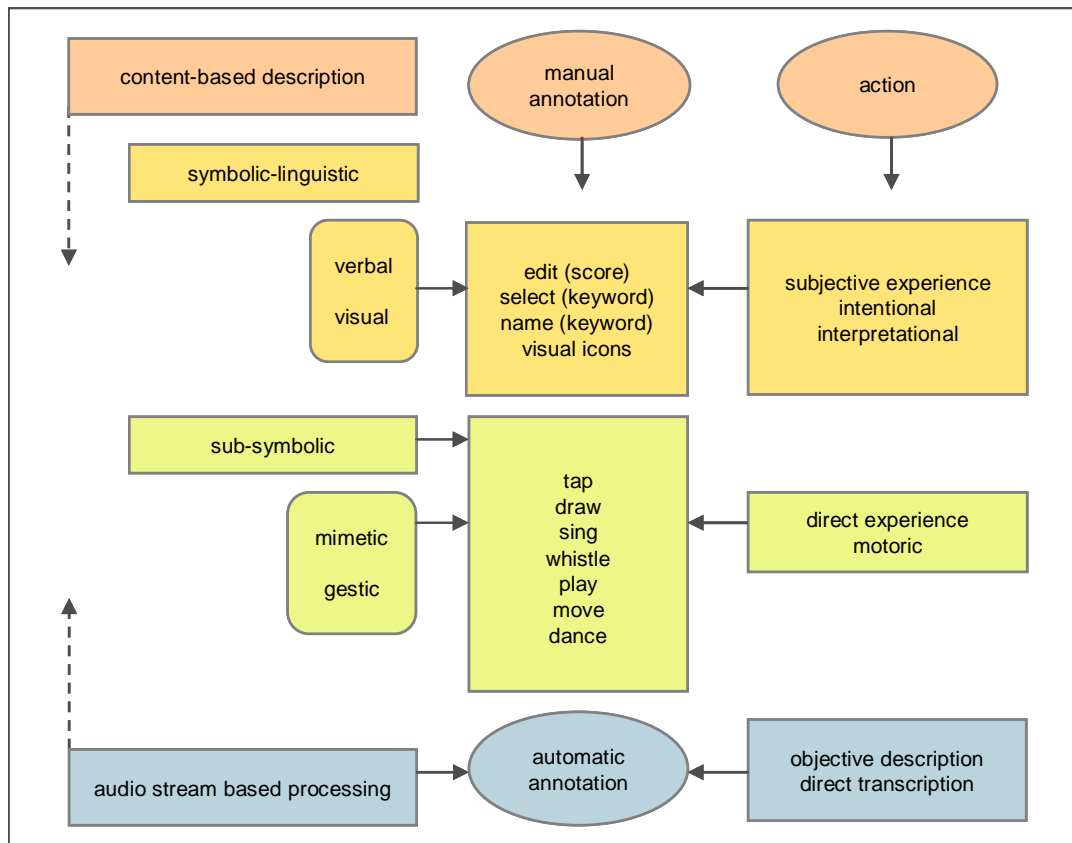 content-based description
manual
annotation
action
symbolic-linguistic
verbal
visual
edit (score)
select (keyword)
name (keyword)
visual icons
subjective experience
intentional
interpretational
sub-symbolic
mimetic
gestic
tap
draw
sing
whistle
play
move
dance
direct experience
motoric
audio stream based processing
automatic
annotation
objective description
direct transcription